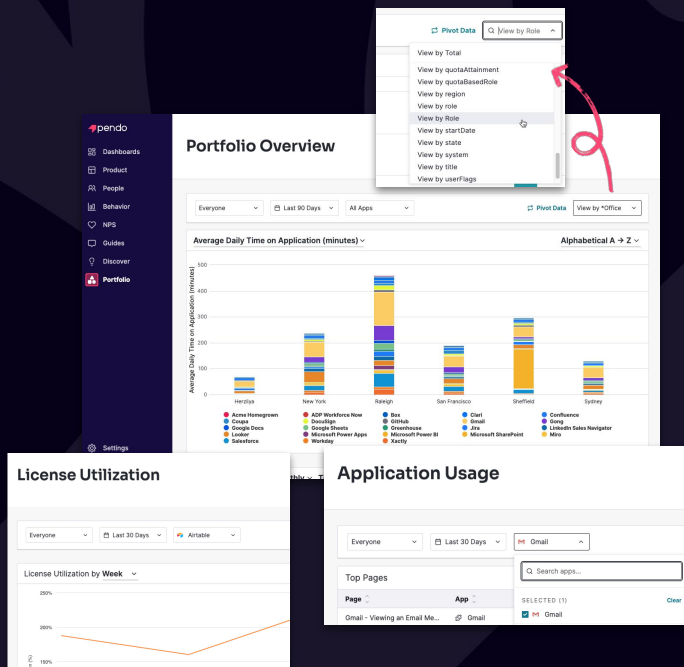 Pivot Data View by Role
View by Total
View by quotaAttainment
View by quotaBasedRole
View by region
View by role
View by Role
View by startDate
View by state
View by system
View by title
View by userFlags
pendo
Dashboards
Product
People
Behavior
NPS
Guides
Discover
Portfolio
Settings
Portfolio Overview
Everyone Last 90 Days All Apps Pivot Data View by *Office
Average Daily Time on Application (minutes) Alphabetical A → Z
Average Daily Time on Application (minutes)
500
400
300
200
100
0
Herzliya New York Raleigh San Francisco Sheffield Sydney
Acme Homegrown ADP Workforce Now Box Clari Confluence
Coupa DocuSign GitHub Gmail Gong
Google Docs Google Sheets Greenhouse Jira LinkedIn Sales Navigator
Looker Microsoft Power Apps Microsoft Power BI Microsoft SharePoint Miro
Salesforce Workday Xactly
License Utilization
Everyone Last 30 Days Airtable
License Utilization by Week
250%
200%
150%
(%)
Application Usage
Everyone Last 30 Days Gmail
Search apps...
Top Pages
SELECTED (1) Clear
Page App
Gmail
Gmail - Viewing an Email Me... Gmail